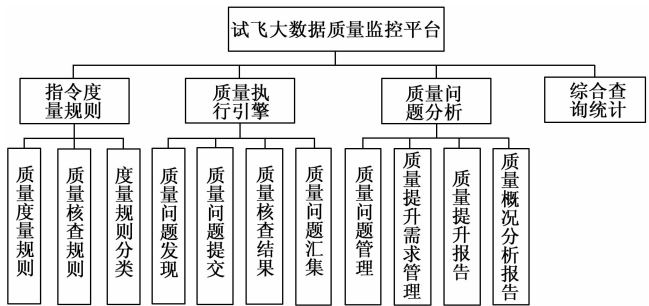 试飞大数据质量监控平台
指令度
量规则
质量执
行引擎
质量问
题分析
综合查
询统计
质量度量规则
质量核查规则
度量规则分类
质量问题发现
质量问题提交
质量核查结果
质量问题汇集
质量问题管理
质量提升需求管理
质量提升报告
质量概况分析报告